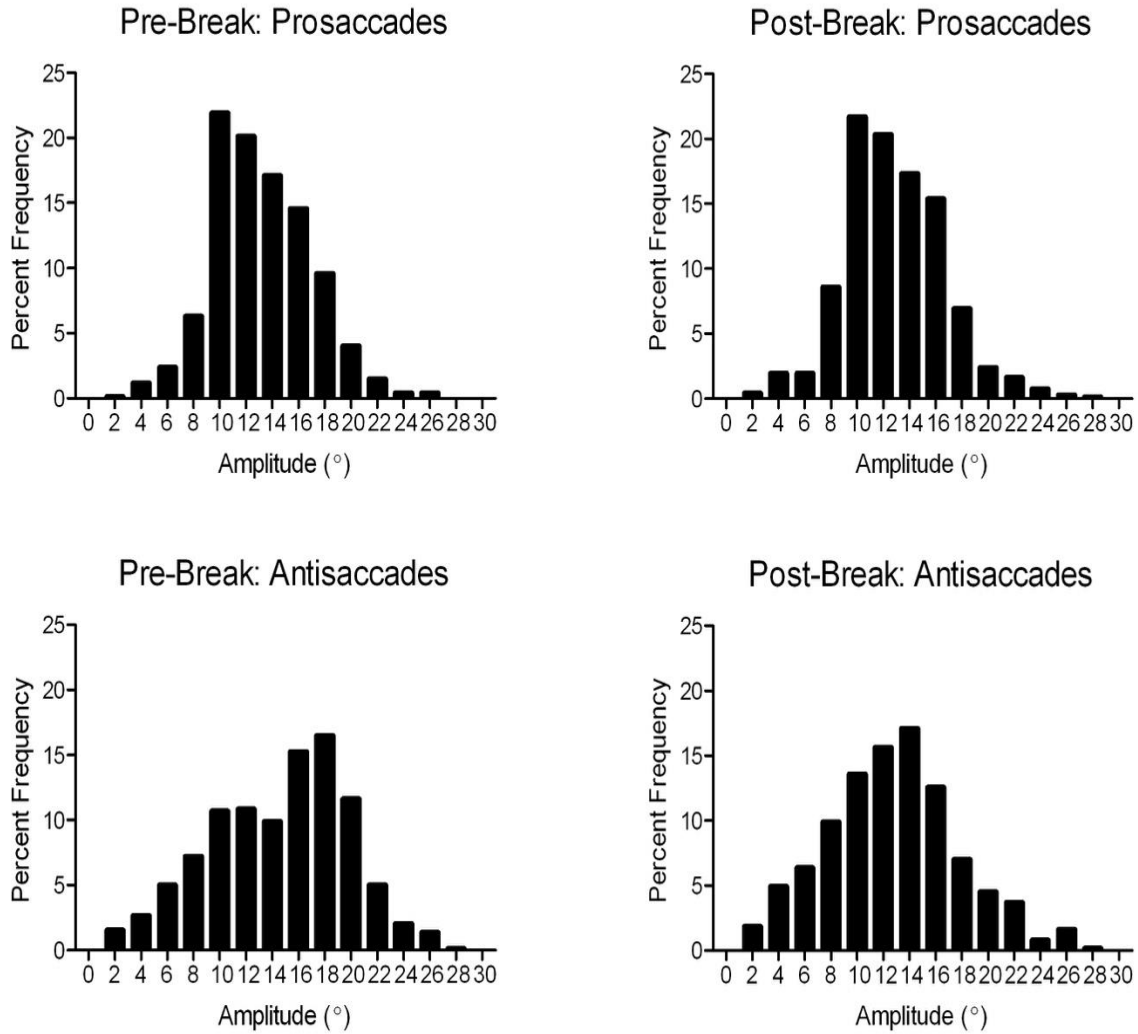 Pre-Break: Prosaccades
25
20
15
10
5
0
Percent Frequency
0 2 4 6 8 10 12 14 16 18 20 22 24 26 28 30
Amplitude (°)
Post-Break: Prosaccades
25
20
15
10
5
0
Percent Frequency
0 2 4 6 8 10 12 14 16 18 20 22 24 26 28 30
Amplitude (°)
Pre-Break: Antisaccades
25
20
15
10
5
0
Percent Frequency
0 2 4 6 8 10 12 14 16 18 20 22 24 26 28 30
Amplitude (°)
Post-Break: Antisaccades
25
20
15
10
5
0
Percent Frequency
0 2 4 6 8 10 12 14 16 18 20 22 24 26 28 30
Amplitude (°)